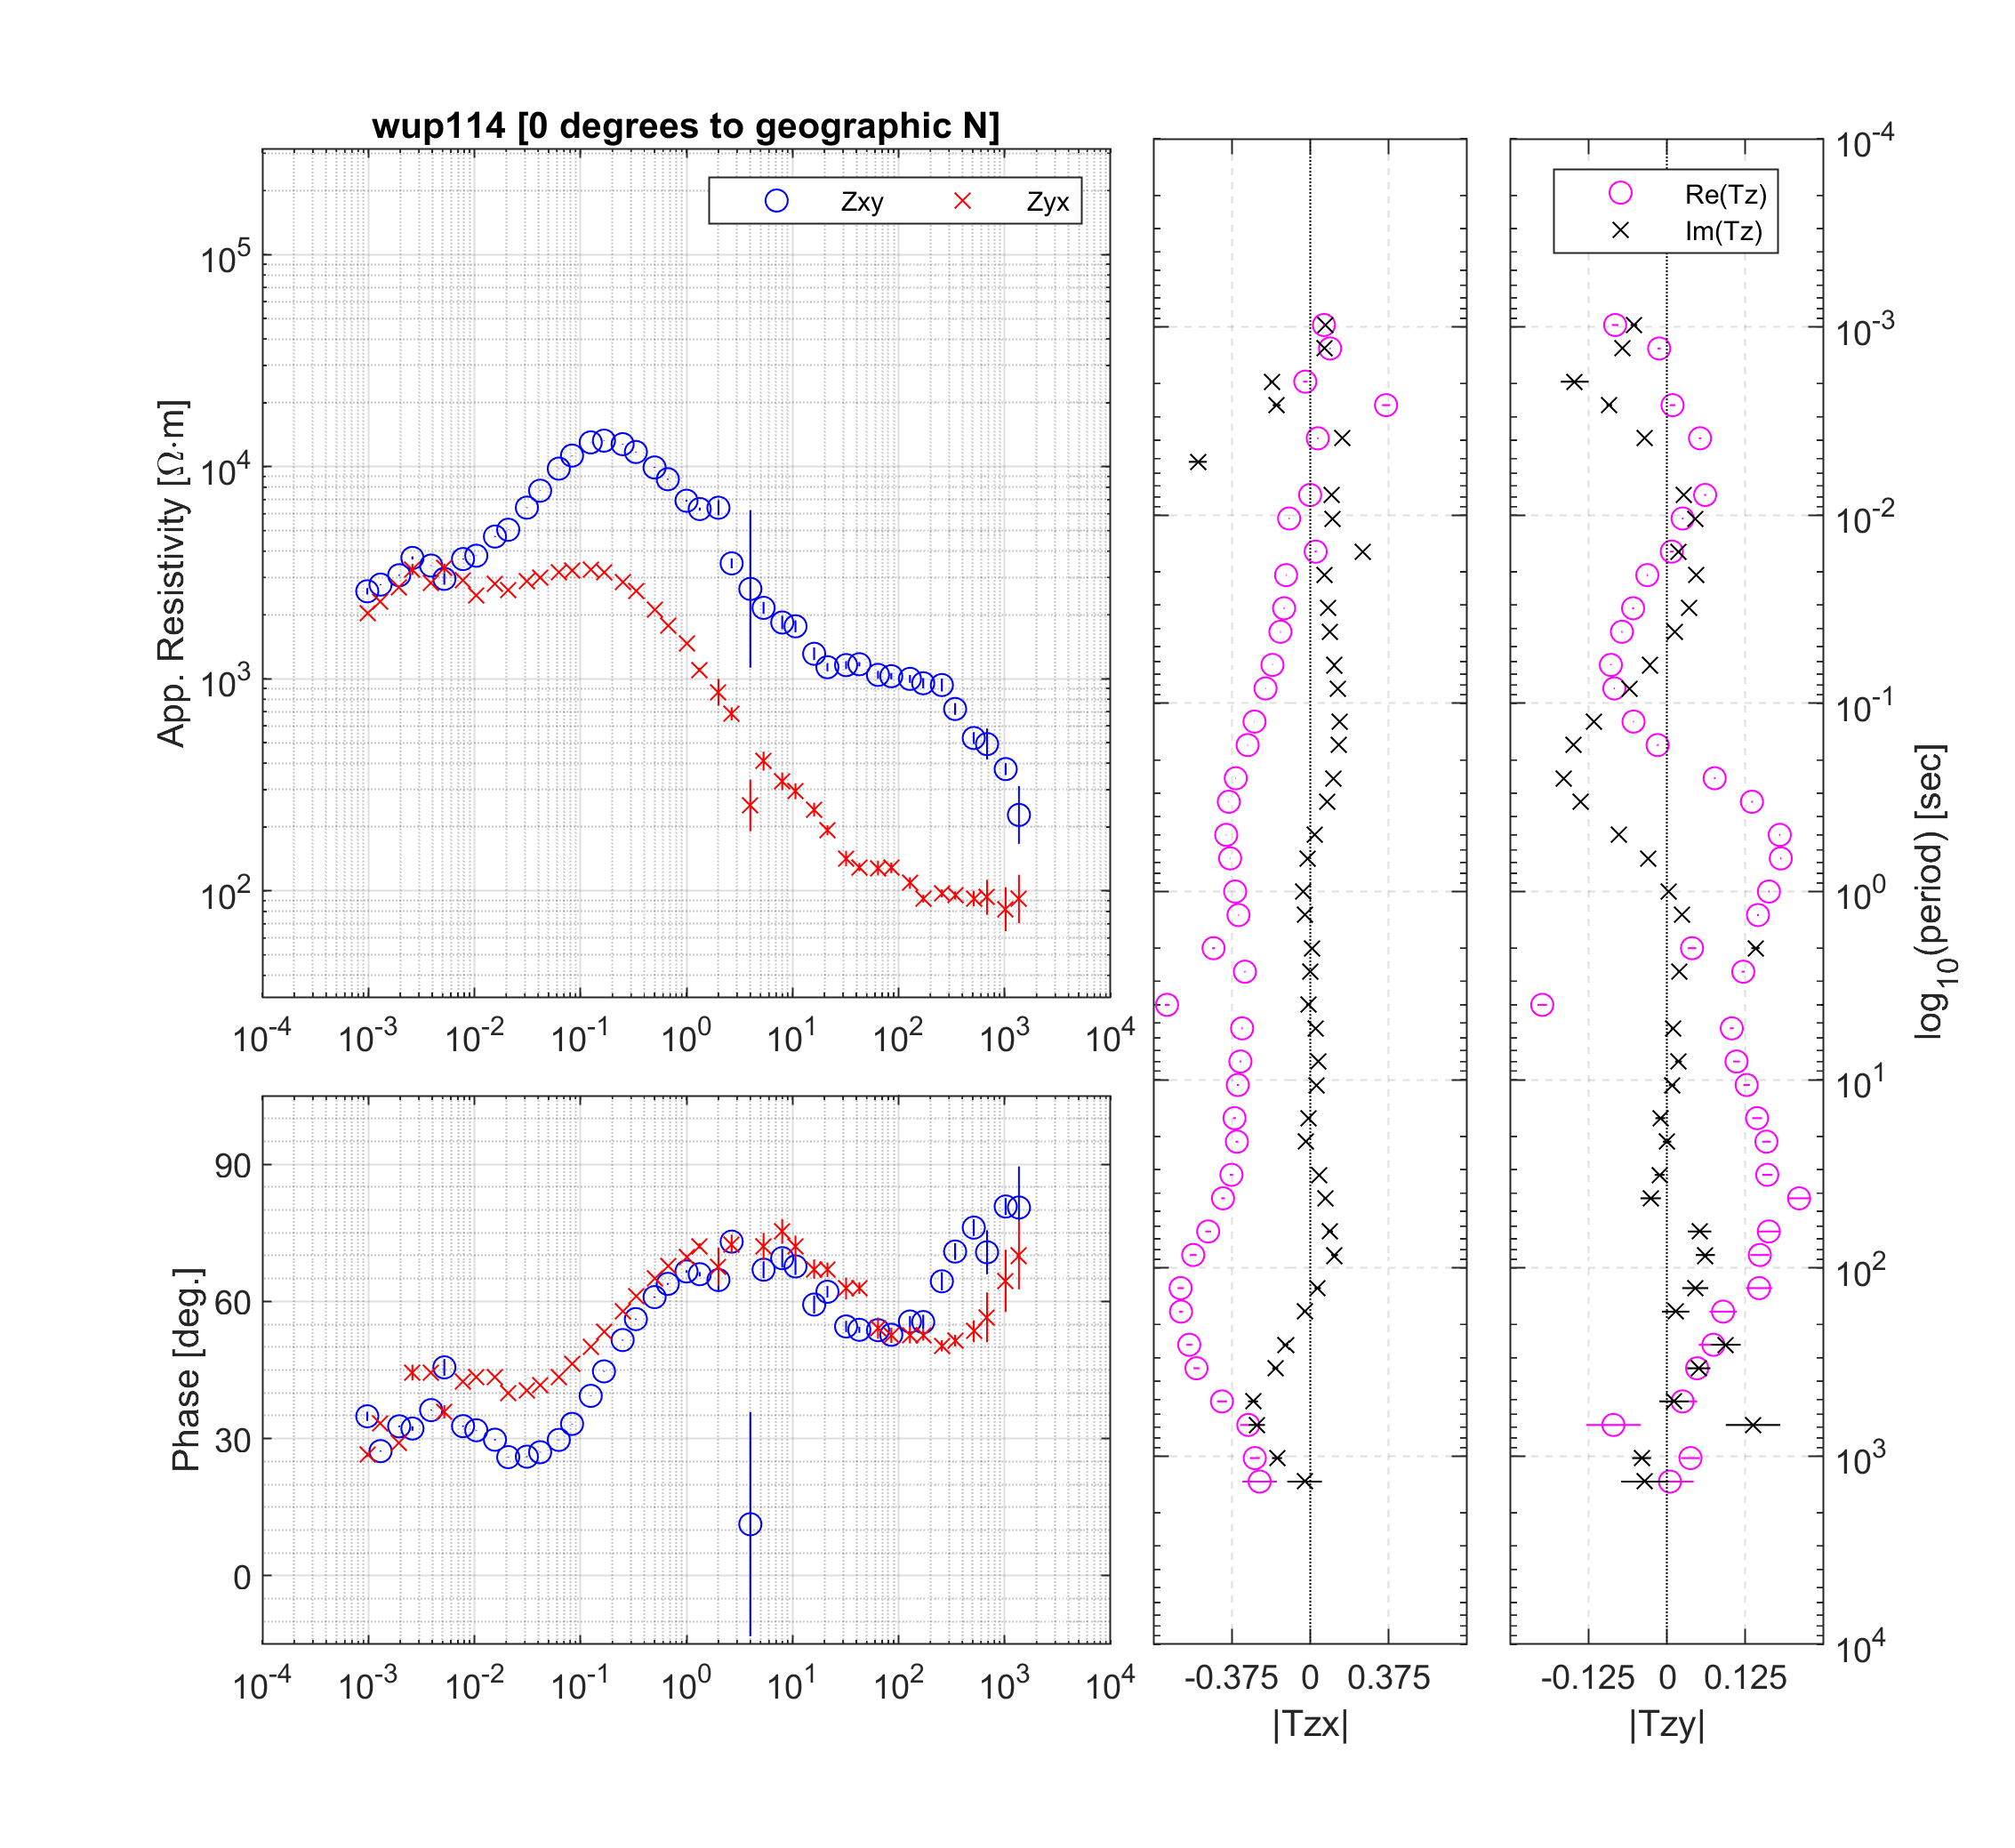 wup114 [0 degrees to geographic N]
Zxy Zyx
App. Resistivity [Ω·m]
10^5
10^4
10^3
10^2
10^-4 10^-3 10^-2 10^-1 10^0 10^1 10^2 10^3 10^4
Phase [deg.]
90
60
30
0
10^-4 10^-3 10^-2 10^-1 10^0 10^1 10^2 10^3 10^4
-0.375 0 0.375
|Tzx|
Re(Tz)
Im(Tz)
-0.125 0 0.125
|Tzy|
10^-4
10^-3
10^-2
10^-1
10^0
10^1
10^2
10^3
10^4
log_10(period) [sec]